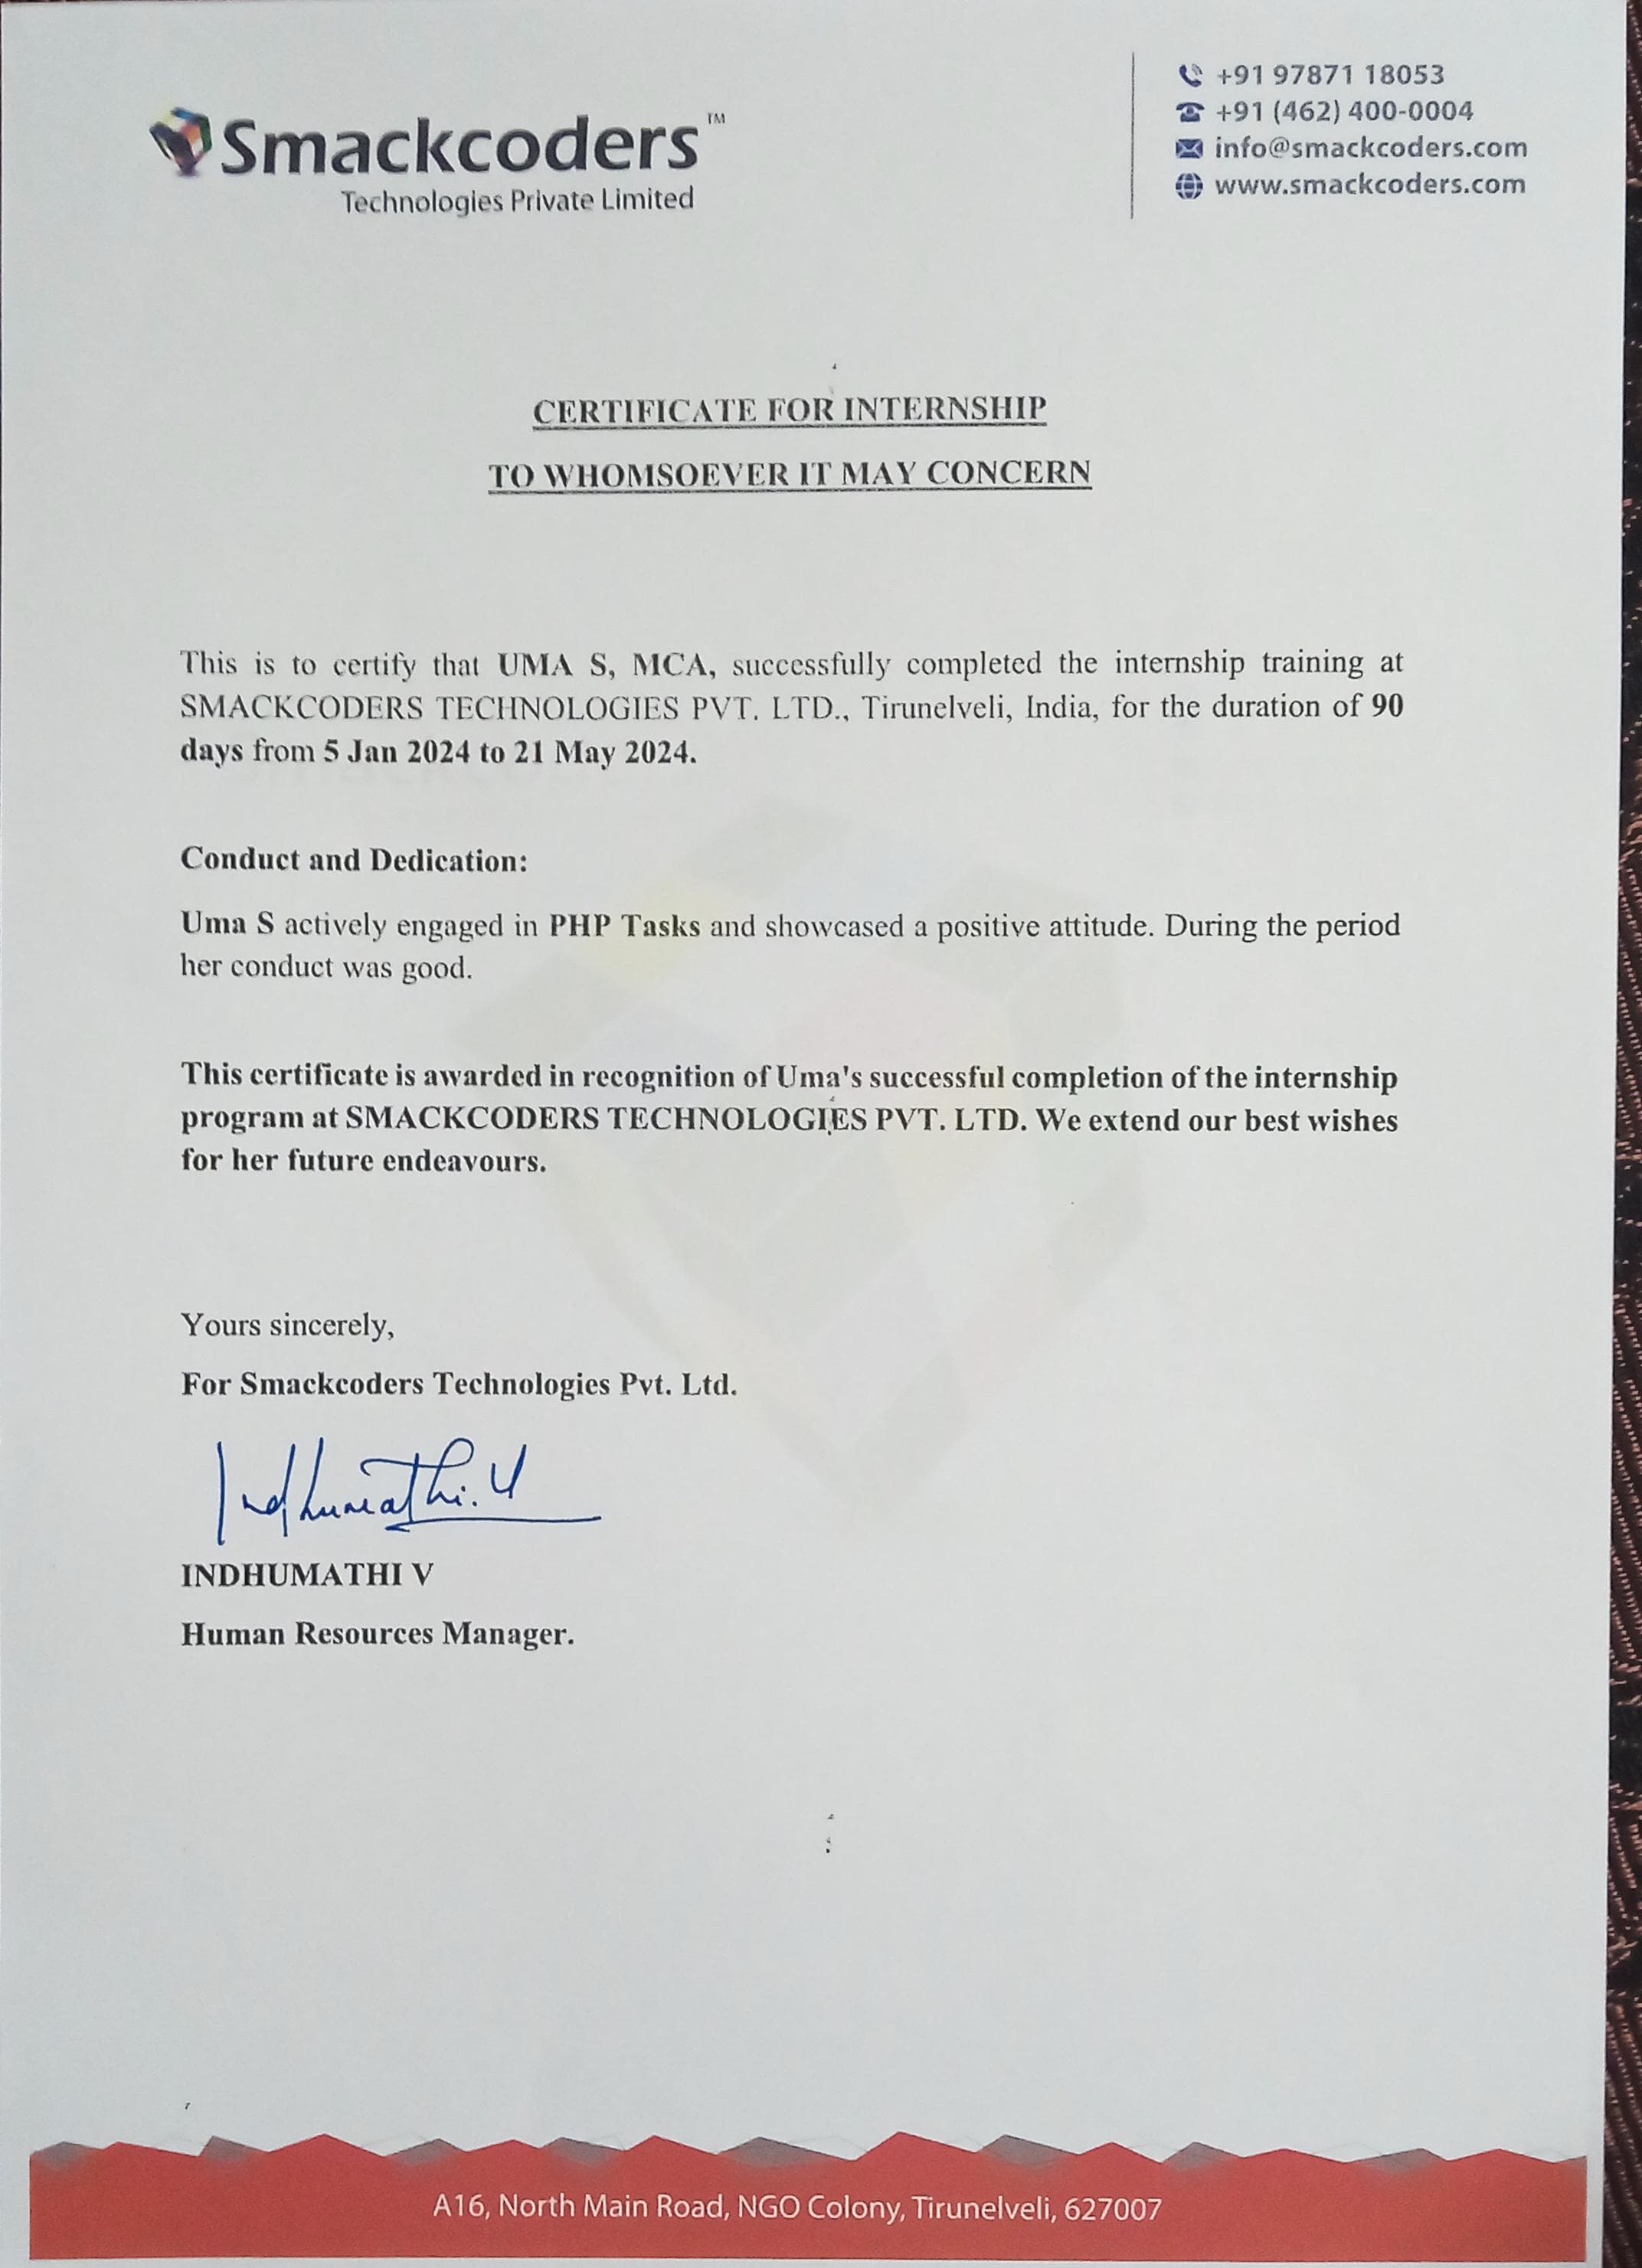 Smackcoders™
Technologies Private Limited
+91 97871 18053
+91 (462) 400-0004
info@smackcoders.com
www.smackcoders.com
CERTIFICATE FOR INTERNSHIP
TO WHOMSOEVER IT MAY CONCERN
This is to certify that UMA S, MCA, successfully completed the internship training at
SMACKCODERS TECHNOLOGIES PVT. LTD., Tirunelveli, India, for the duration of 90
days from 5 Jan 2024 to 21 May 2024.
Conduct and Dedication:
Uma S actively engaged in PHP Tasks and showcased a positive attitude. During the period
her conduct was good.
This certificate is awarded in recognition of Uma's successful completion of the internship
program at SMACKCODERS TECHNOLOGIES PVT. LTD. We extend our best wishes
for her future endeavours.
Yours sincerely,
For Smackcoders Technologies Pvt. Ltd.
Indhumathi. V
INDHUMATHI V
Human Resources Manager.
A16, North Main Road, NGO Colony, Tirunelveli, 627007